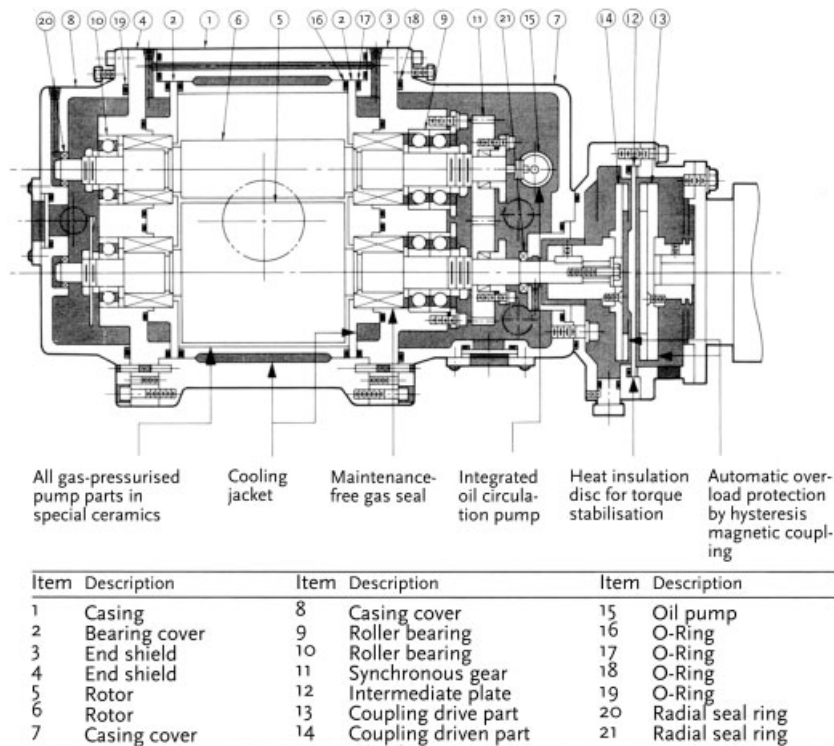 20 8 10 19 4 2 1 6 5 16 2 17 3 18 9 11 21 15 7 14 12 13
All gas-pressurised
pump parts in
special ceramics
Cooling
jacket
Maintenance-
free gas seal
Integrated
oil circula-
tion pump
Heat insulation
disc for torque
stabilisation
Automatic over-
load protection
by hysteresis
magnetic coupl-
ing
Item Description Item Description Item Description
1 Casing 8 Casing cover 15 Oil pump
2 Bearing cover 9 Roller bearing 16 O-Ring
3 End shield 10 Roller bearing 17 O-Ring
4 End shield 11 Synchronous gear 18 O-Ring
5 Rotor 12 Intermediate plate 19 O-Ring
6 Rotor 13 Coupling drive part 20 Radial seal ring
7 Casing cover 14 Coupling driven part 21 Radial seal ring